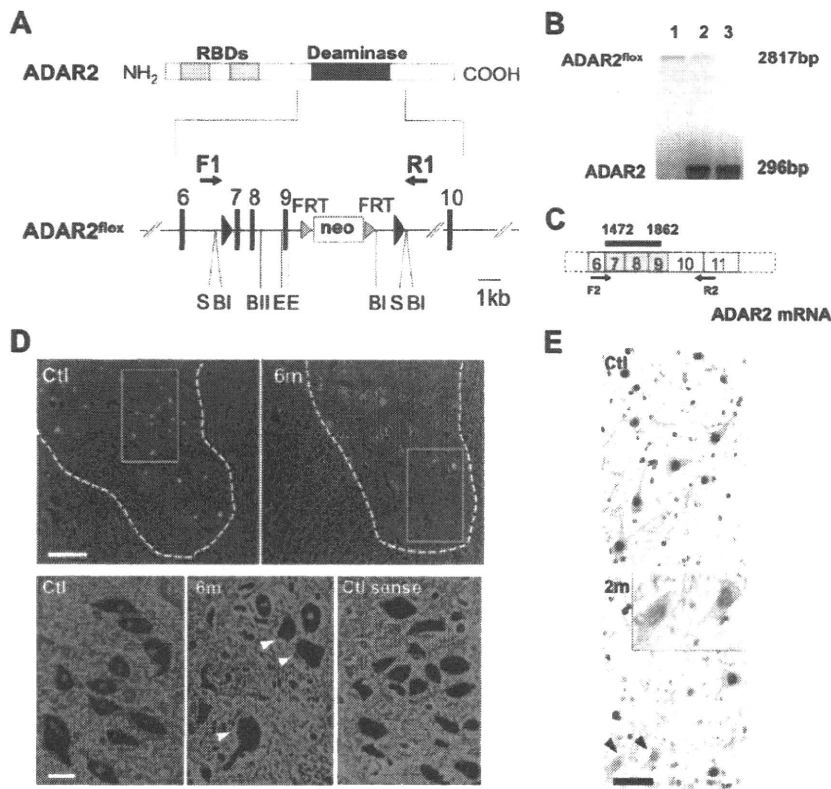 A
RBDs
Deaminase
ADAR2
NH2
COOH
F1
R1
6
7
8
9
10
FRT
FRT
neo
ADAR2flox
S BI
BII EE
BI S BI
1kb
B
1 2 3
ADAR2flox
2817bp
ADAR2
296bp
C
1472 1862
6 7 8 9 10 11
F2
R2
ADAR2 mRNA
D
Ctl
6m
Ctl
6m
Ctl sense
E
Ctl
2m